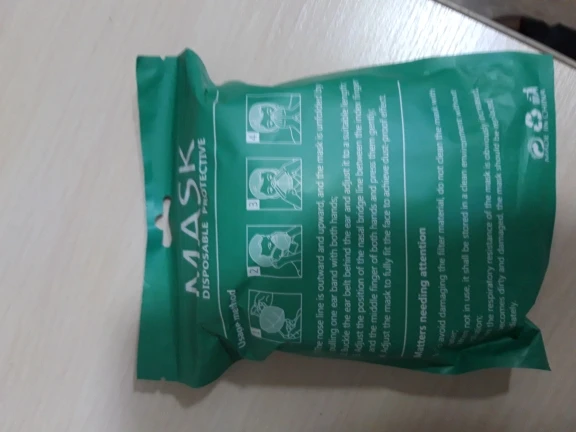 MASK
DISPOSABLE PROTECTIVE
Usage method
1 2 3 4
nose line is outward and upward, and the mask is unfolded by
pulling one ear band with both hands;
buckle the ear belt behind the ear and adjust it to a suitable length
Adjust the position of the nasal bridge line between the index finger
and the middle finger of both hands and press them gently;
Adjust the mask to fully fit the face to achieve dust-proof effect.
Matters needing attention
avoid damaging the filter material, do not clean the mask with
not in use, it shall be stored in a clean environment without
the respiratory resistance of the mask is obviously
becomes dirty and damaged, the mask should be
MADE IN CHINA